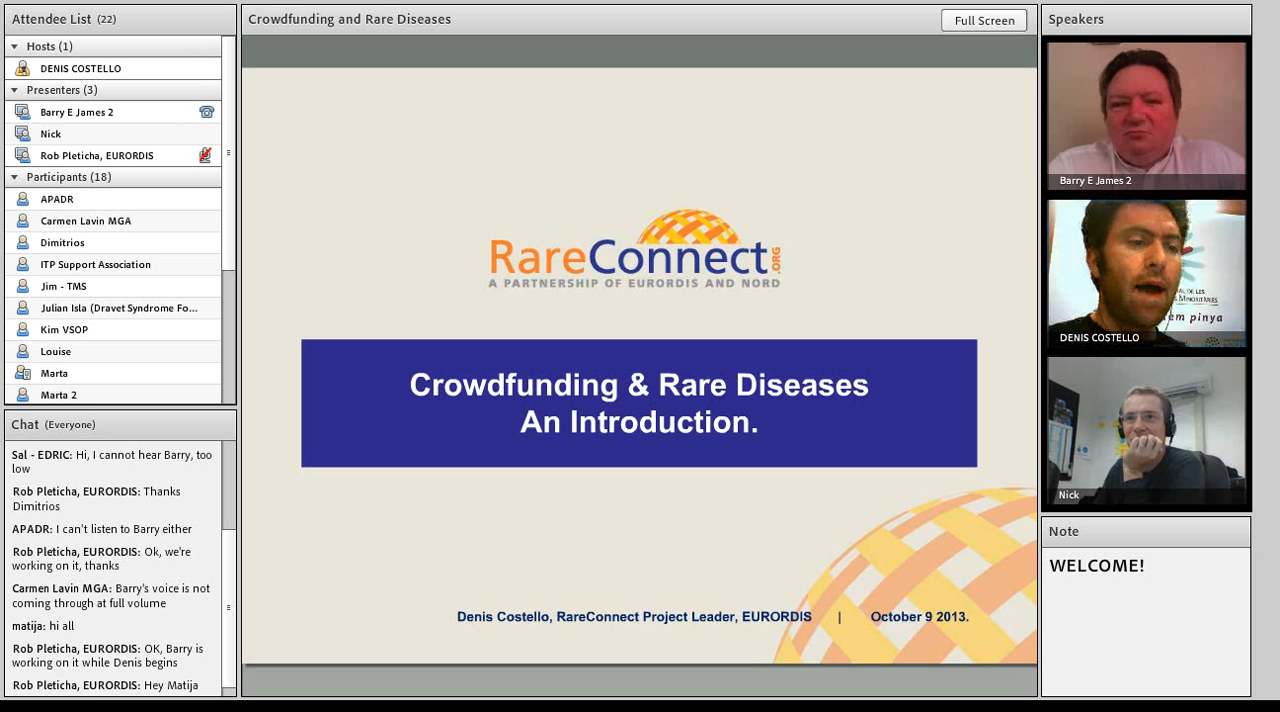 Attendee List (22)
Hosts (1)
DENIS COSTELLO
Presenters (3)
Barry E James 2
Nick
Rob Pleticha, EURORDIS
Participants (18)
APADR
Carmen Lavin MGA
Dimitrios
ITP Support Association
Jim - TMS
Julian Isla (Dravet Syndrome Fo...
Kim VSOP
Louise
Marta
Marta 2
Chat (Everyone)
Sal - EDRIC: Hi, I cannot hear Barry, too
low
Rob Pleticha, EURORDIS: Thanks
Dimitrios
APADR: I can't listen to Barry either
Rob Pleticha, EURORDIS: Ok, we're
working on it, thanks
Carmen Lavin MGA: Barry's voice is not
coming through at full volume
matija: hi all
Rob Pleticha, EURORDIS: OK, Barry is
working on it while Denis begins
Rob Pleticha, EURORDIS: Hey Matija
Crowdfunding and Rare Diseases
Full Screen
RareConnect.ORG
A PARTNERSHIP OF EURORDIS AND NORD
Crowdfunding & Rare Diseases
An Introduction.
Denis Costello, RareConnect Project Leader, EURORDIS | October 9 2013.
Speakers
Barry E James 2
AL DE LES
MINORITÀRIES
em pinya
DENIS COSTELLO
Nick
Note
WELCOME!